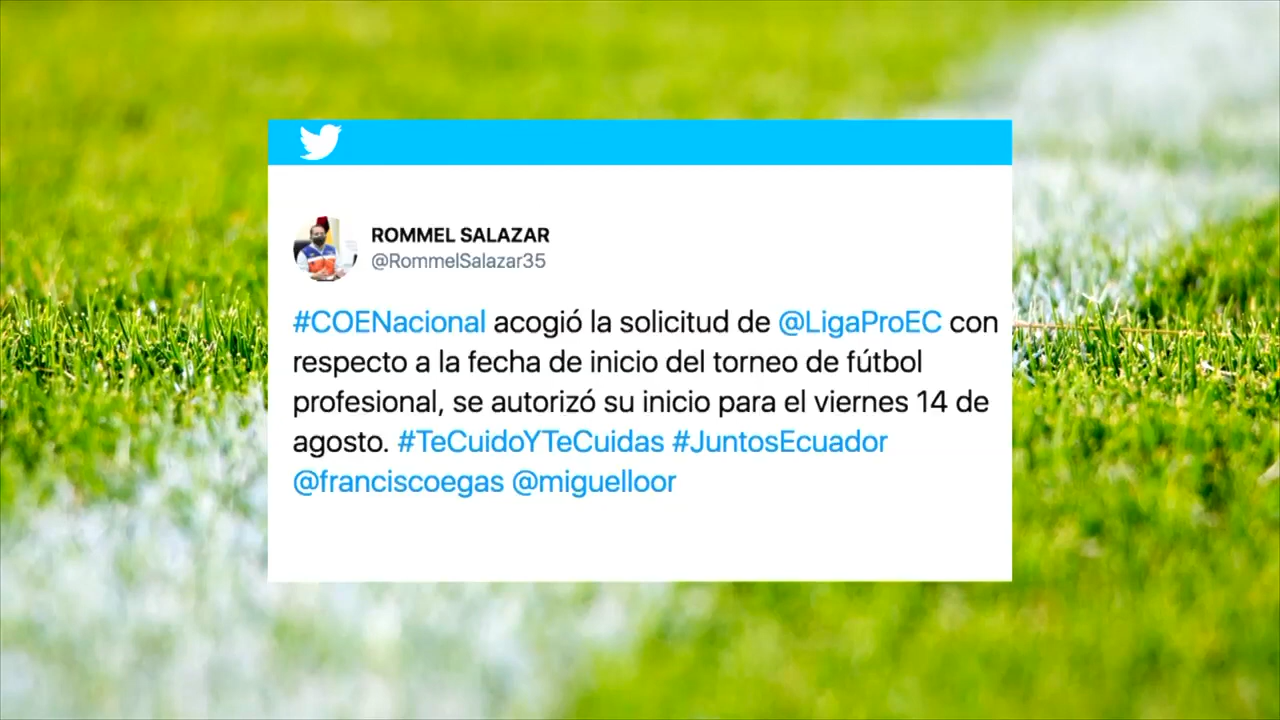 ROMMEL SALAZAR
@RommelSalazar35
#COENacional acogió la solicitud de @LigaProEC con
respecto a la fecha de inicio del torneo de fútbol
profesional, se autorizó su inicio para el viernes 14 de
agosto. #TeCuidoYTeCuidas #JuntosEcuador
@franciscoegas @miguelloor